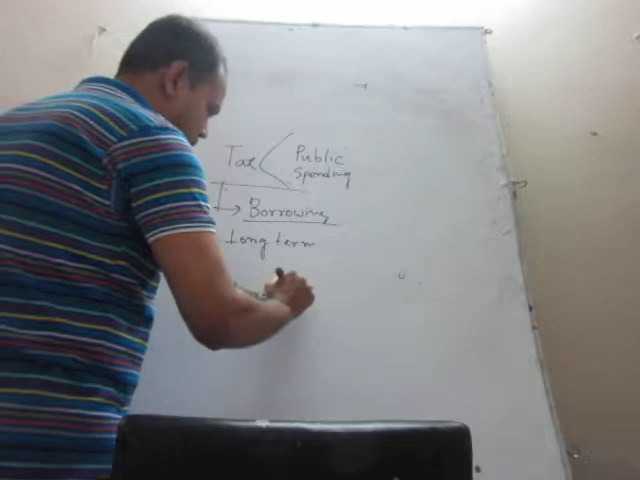 Tax < Public
Spending
→ Borrowing
Long term